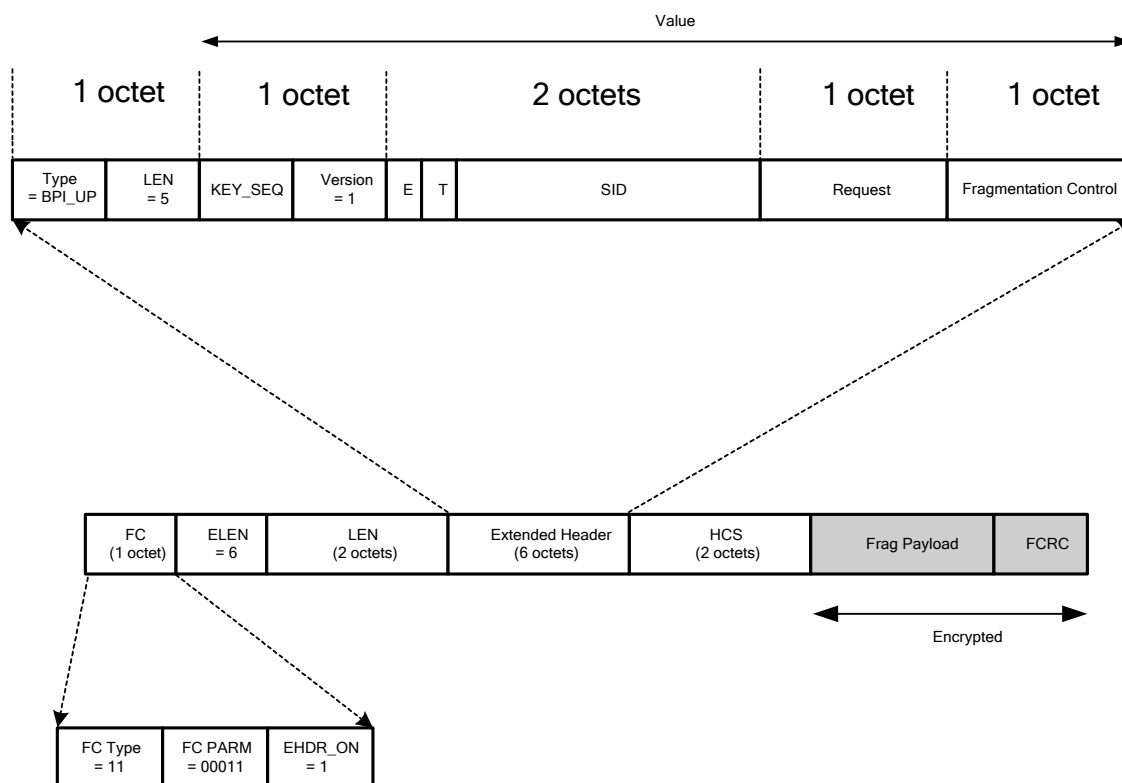 Value
1 octet
1 octet
2 octets
1 octet
1 octet
Type
= BPI_UP
LEN
= 5
KEY_SEQ
Version
= 1
E
T
SID
Request
Fragmentation Control
FC
(1 octet)
ELEN
= 6
LEN
(2 octets)
Extended Header
(6 octets)
HCS
(2 octets)
Frag Payload
FCRC
Encrypted
FC Type
= 11
FC PARM
= 00011
EHDR_ON
= 1